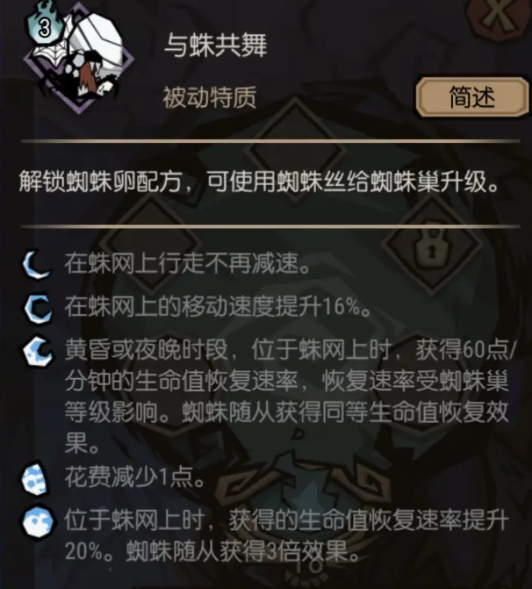 3
与蛛共舞
被动特质
简述
解锁蜘蛛卵配方，可使用蜘蛛丝给蜘蛛巢升级。
在蛛网上行走不再减速。
在蛛网上的移动速度提升16%。
黄昏或夜晚时段，位于蛛网上时，获得60点/
分钟的生命值恢复速率，恢复速率受蜘蛛巢
等级影响。蜘蛛随从获得同等生命值恢复效
果。
花费减少1点。
位于蛛网上时，获得的生命值恢复速率提升
20%。蜘蛛随从获得3倍效果。
18